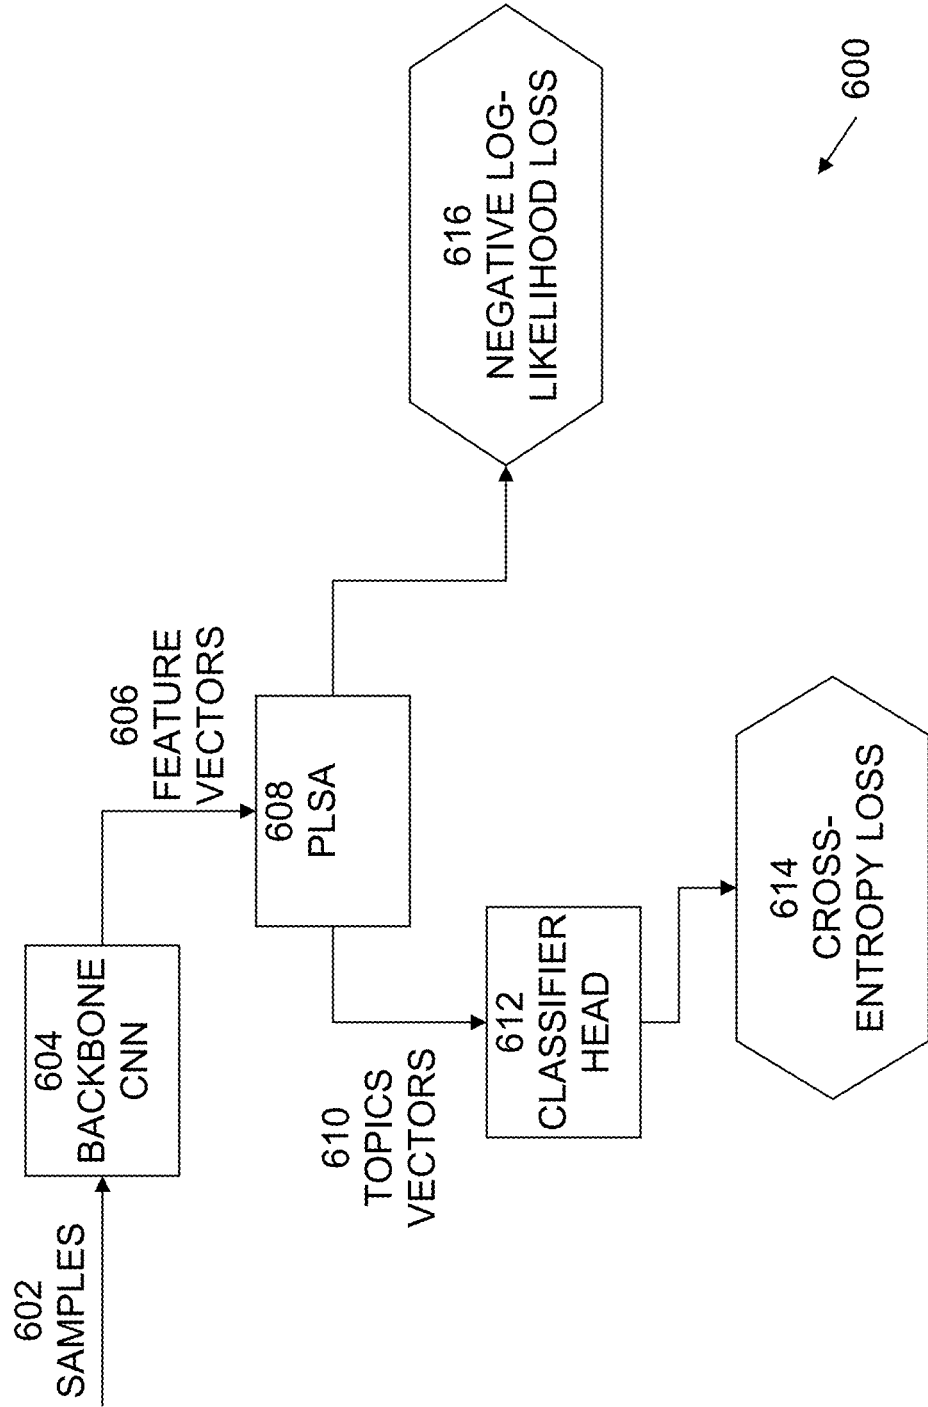 602
SAMPLES
604
BACKBONE
CNN
606
FEATURE
VECTORS
608
PLSA
610
TOPICS
VECTORS
612
CLASSIFIER
HEAD
614
CROSS-
ENTROPY LOSS
616
NEGATIVE LOG-
LIKELIHOOD LOSS
600